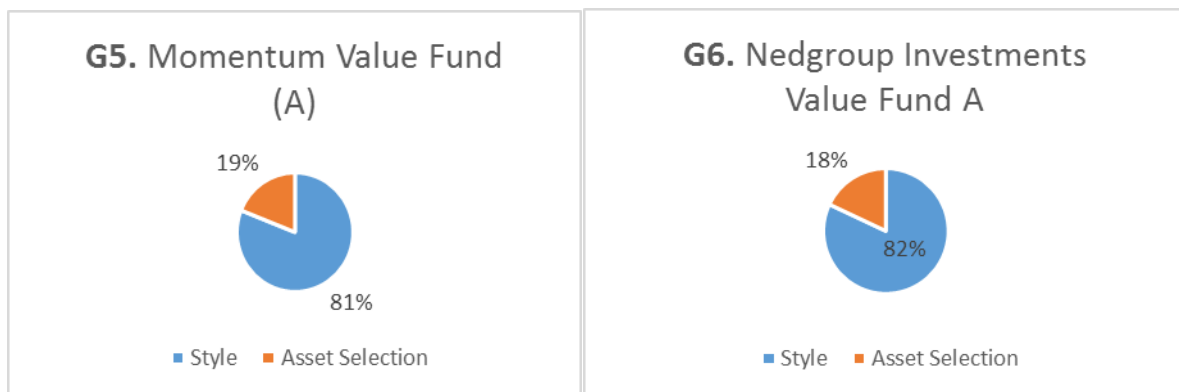 G5. Momentum Value Fund
(A)
19%
81%
Style Asset Selection
G6. Nedgroup Investments
Value Fund A
18%
82%
Style Asset Selection